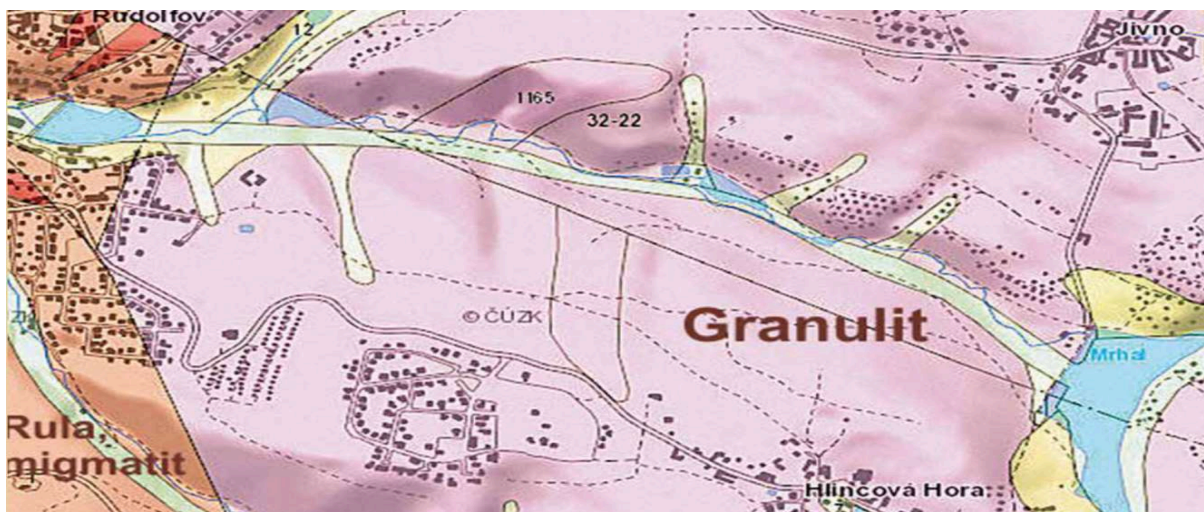 Rudolfov
12
Jivno
1165
32-22
© ČÚZK
Granulit
Mrhal
Rula,
migmatit
Hlincová Hora